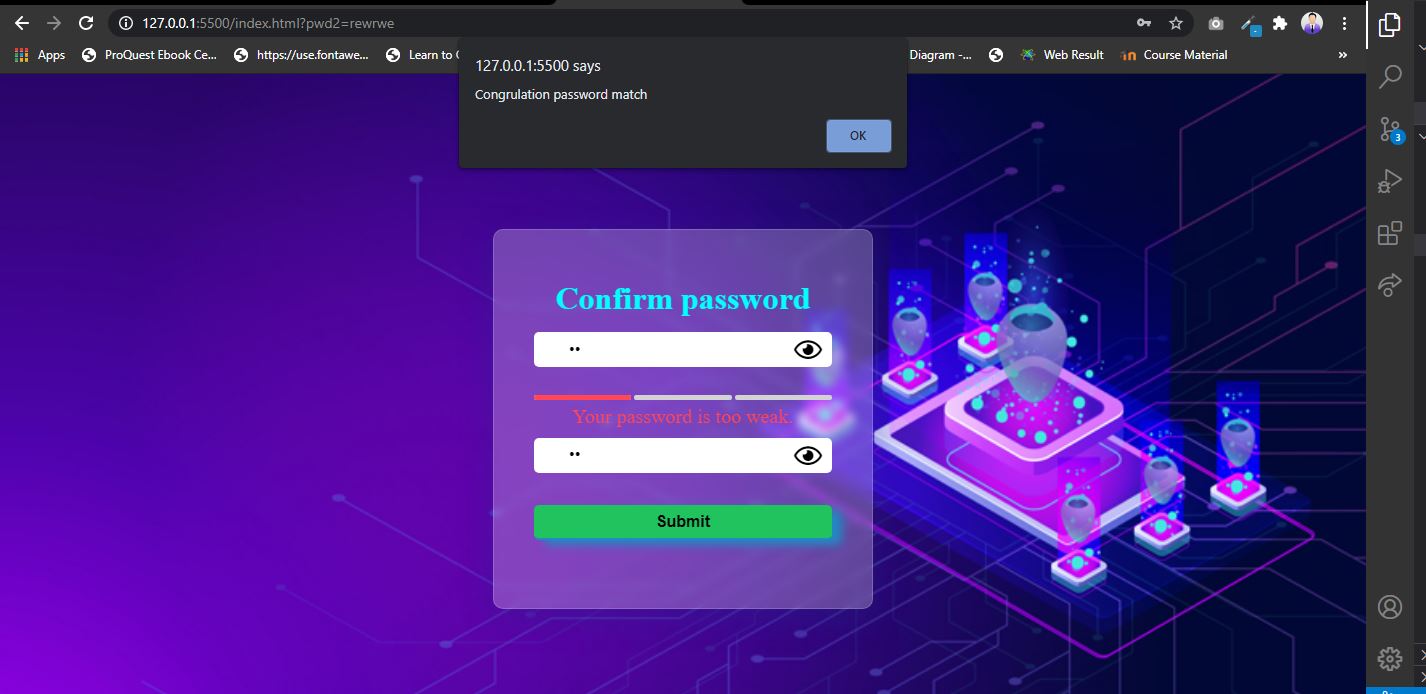 127.0.0.1:5500/index.html?pwd2=rewrwe
Apps ProQuest Ebook Ce... https://use.fontawe... Learn to Diagram -... Web Result Course Material »
127.0.0.1:5500 says
Congrulation password match
OK
3
Confirm password
Your password is too weak.
Submit